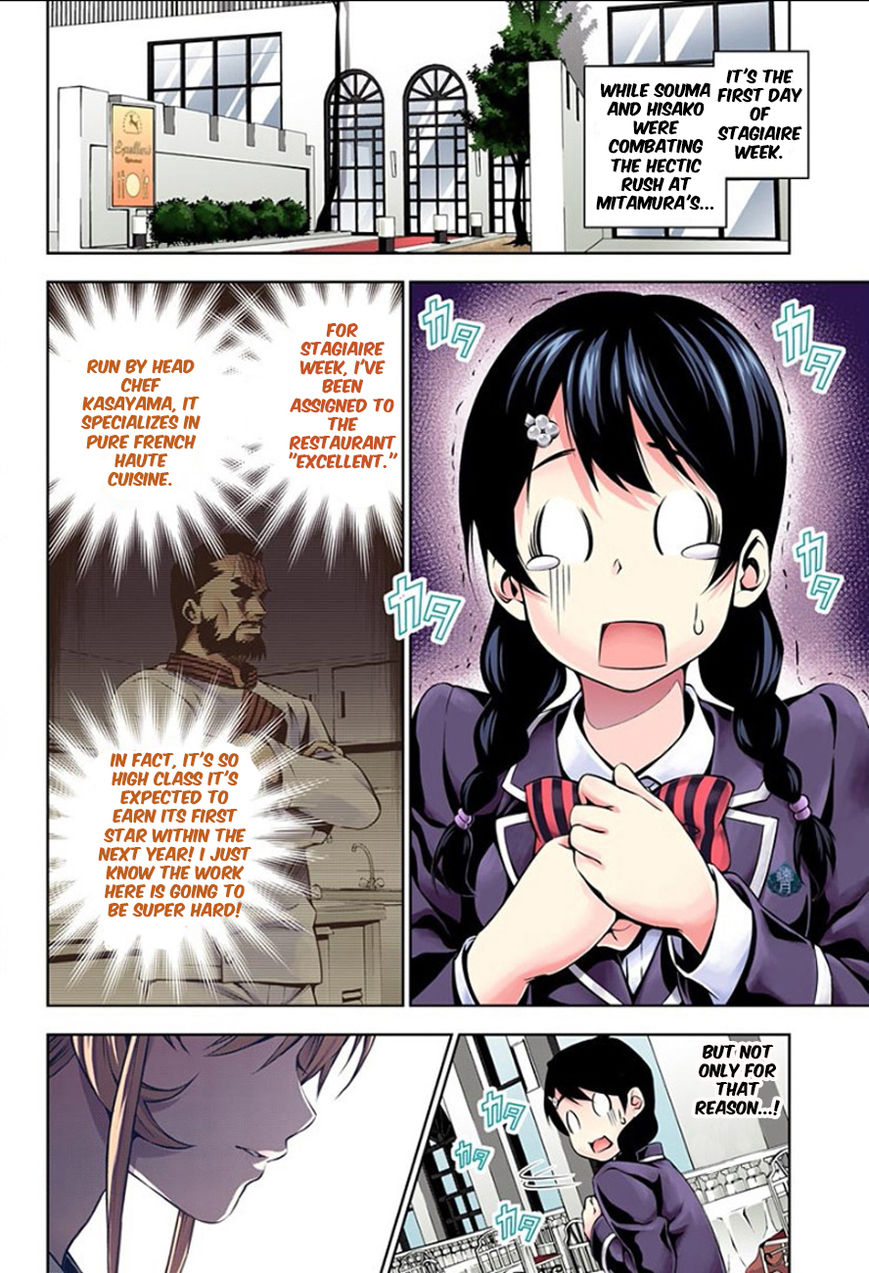 IT'S THE
FIRST DAY
OF
STAGIAIRE
WEEK.
WHILE SOUMA
AND HISAKO
WERE
COMBATING
THE HECTIC
RUSH AT
MITAMURA'S...
Excellent
カタ
カタ
カタ
カタ
FOR
STAGIAIRE
WEEK, I'VE
BEEN
ASSIGNED TO
THE
RESTAURANT
"EXCELLENT."
RUN BY HEAD
CHEF
KASAYAMA, IT
SPECIALIZES IN
PURE FRENCH
HAUTE
CUISINE.
IN FACT, IT'S SO
HIGH CLASS IT'S
EXPECTED TO
EARN ITS FIRST
STAR WITHIN THE
NEXT YEAR! I JUST
KNOW THE WORK
HERE IS GOING TO
BE SUPER HARD!
BUT NOT
ONLY FOR
THAT
REASON...!
カタ
カタ
カタ